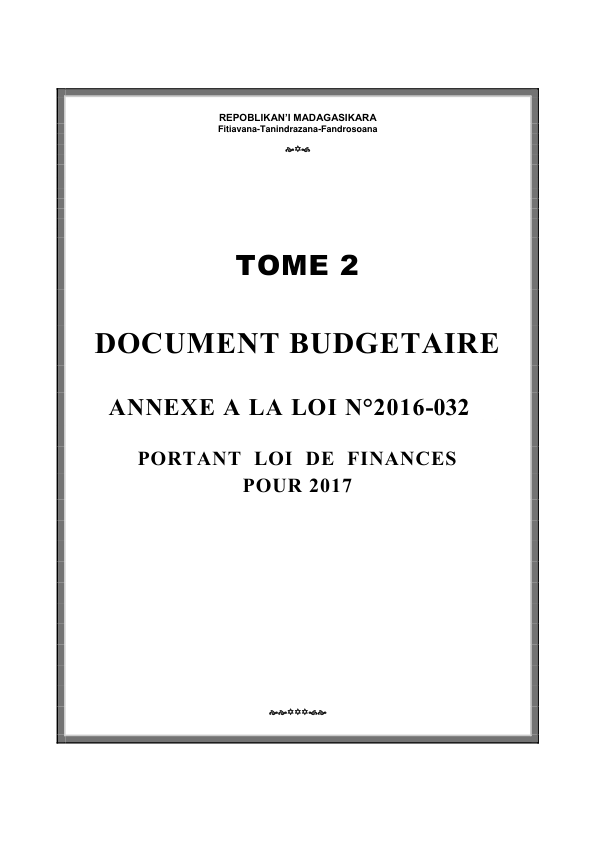 REPOBLIKAN'I MADAGASIKARA
Fitiavana-Tanindrazana-Fandrosoana
TOME 2
DOCUMENT BUDGETAIRE
ANNEXE A LA LOI N°2016-032
PORTANT LOI DE FINANCES
POUR 2017